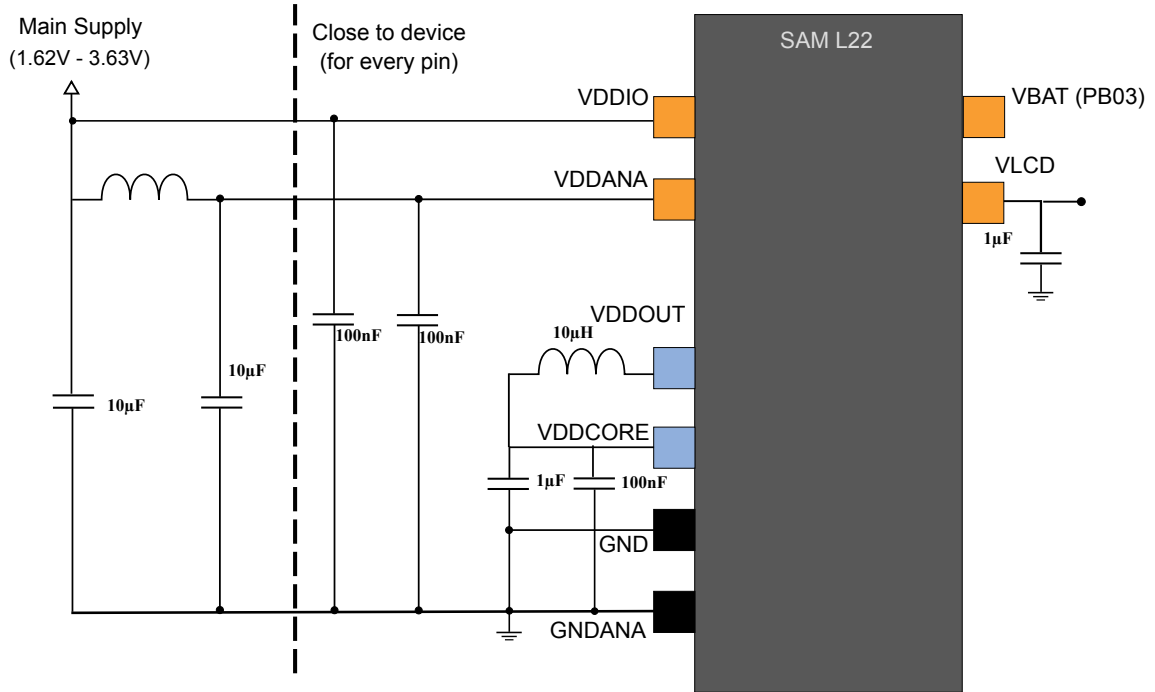 Main Supply
(1.62V - 3.63V)
Close to device
(for every pin)
SAM L22
VDDIO
VBAT (PB03)
VDDANA
VLCD
1µF
VDDOUT
10µH
100nF
100nF
10µF
10µF
VDDCORE
1µF
100nF
GND
GNDANA